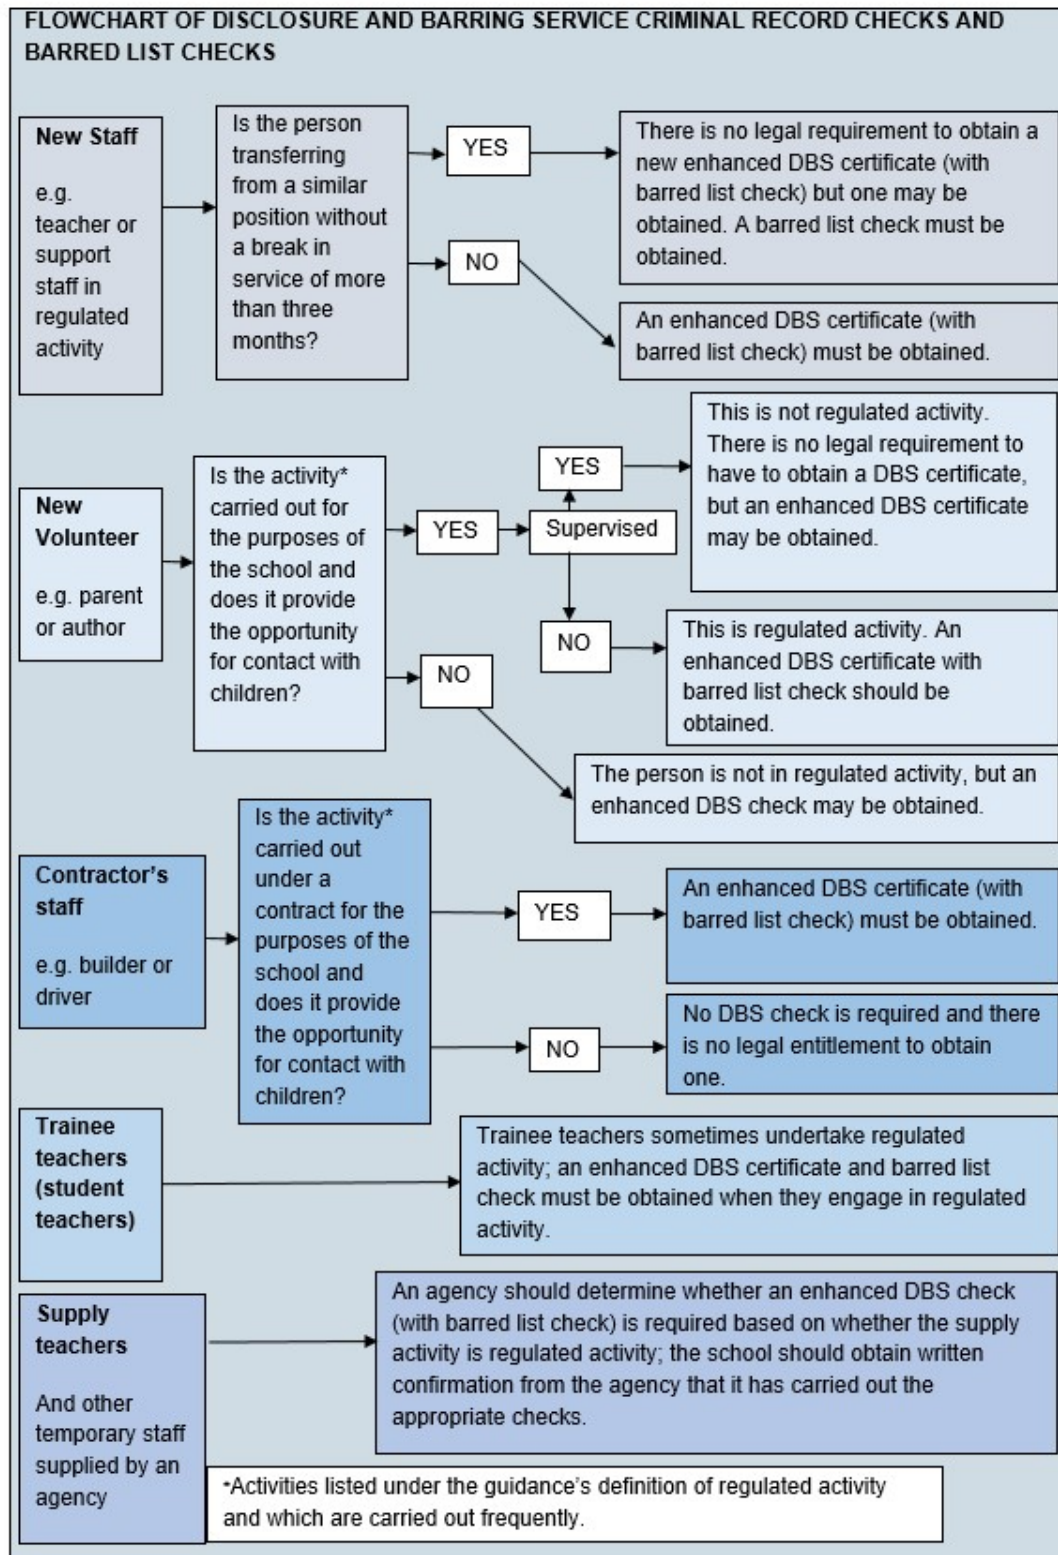 FLOWCHART OF DISCLOSURE AND BARRING SERVICE CRIMINAL RECORD CHECKS AND
BARRED LIST CHECKS
New Staff
e.g.
teacher or
support
staff in
regulated
activity
Is the person
transferring
from a similar
position without
a break in
service of more
than three
months?
YES
There is no legal requirement to obtain a
new enhanced DBS certificate (with
barred list check) but one may be
obtained. A barred list check must be
obtained.
NO
An enhanced DBS certificate (with
barred list check) must be obtained.
New
Volunteer
e.g. parent
or author
Is the activity*
carried out for
the purposes of
the school and
does it provide
the opportunity
for contact with
children?
YES
Supervised
YES
This is not regulated activity.
There is no legal requirement to
have to obtain a DBS certificate,
but an enhanced DBS certificate
may be obtained.
NO
This is regulated activity. An
enhanced DBS certificate with
barred list check should be
obtained.
NO
The person is not in regulated activity, but an
enhanced DBS check may be obtained.
Contractor's
staff
e.g. builder or
driver
Is the activity*
carried out
under a
contract for the
purposes of the
school and
does it provide
the opportunity
for contact with
children?
YES
An enhanced DBS certificate (with
barred list check) must be obtained.
NO
No DBS check is required and there
is no legal entitlement to obtain
one.
Trainee
teachers
(student
teachers)
Trainee teachers sometimes undertake regulated
activity; an enhanced DBS certificate and barred list
check must be obtained when they engage in regulated
activity.
Supply
teachers
And other
temporary staff
supplied by an
agency
An agency should determine whether an enhanced DBS check
(with barred list check) is required based on whether the supply
activity is regulated activity; the school should obtain written
confirmation from the agency that it has carried out the
appropriate checks.
*Activities listed under the guidance's definition of regulated activity
and which are carried out frequently.